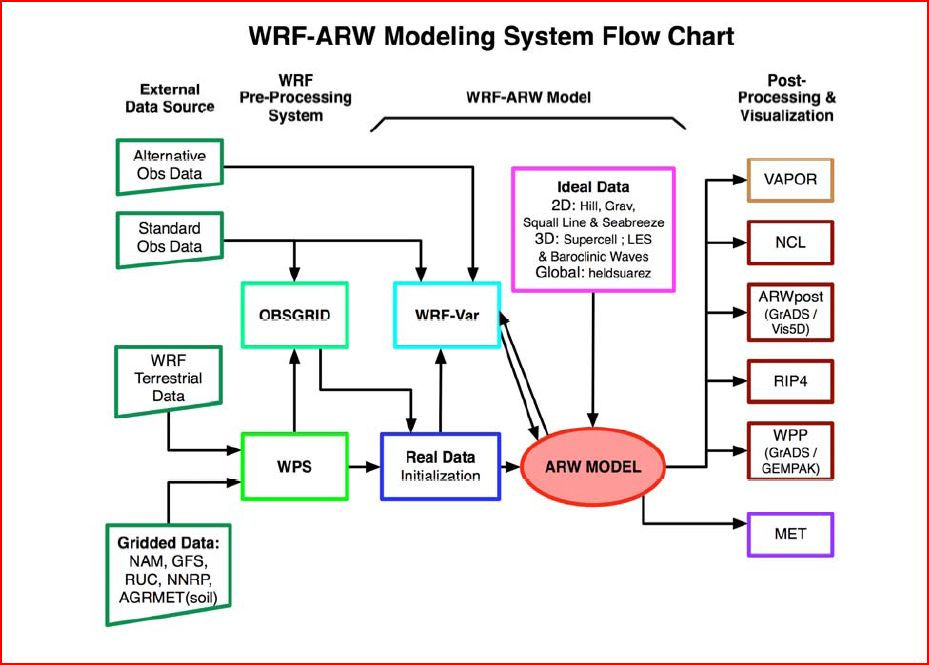 WRF-ARW Modeling System Flow Chart
External
Data Source
WRF
Pre-Processing
System
WRF-ARW Model
Post-
Processing &
Visualization
Alternative
Obs Data
Standard
Obs Data
OBSGRID
WRF-Var
Ideal Data
2D: Hill, Grav,
Squall Line & Seabreeze
3D: Supercell ; LES
& Baroclinic Waves
Global: heldsuarez
VAPOR
NCL
ARWpost
(GrADS /
Vis5D)
RIP4
WPP
(GrADS /
GEMPAK)
MET
WRF
Terrestrial
Data
WPS
Real Data
Initialization
ARW MODEL
Gridded Data:
NAM, GFS,
RUC, NNRP,
AGRMET(soil)